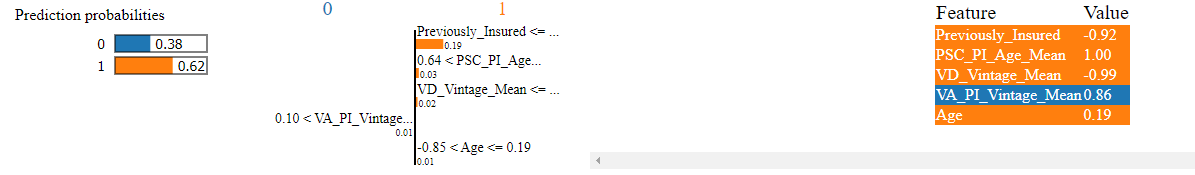 Prediction probabilities
0 0.38
1 0.62
0 1
Previously_Insured <= ...
0.19
0.64 < PSC_PI_Age...
0.03
VD_Vintage_Mean <= ...
0.02
0.10 < VA_PI_Vintage...
0.01
-0.85 < Age <= 0.19
0.01
Feature Value
Previously_Insured -0.92
PSC_PI_Age_Mean 1.00
VD_Vintage_Mean -0.99
VA_PI_Vintage_Mean 0.86
Age 0.19